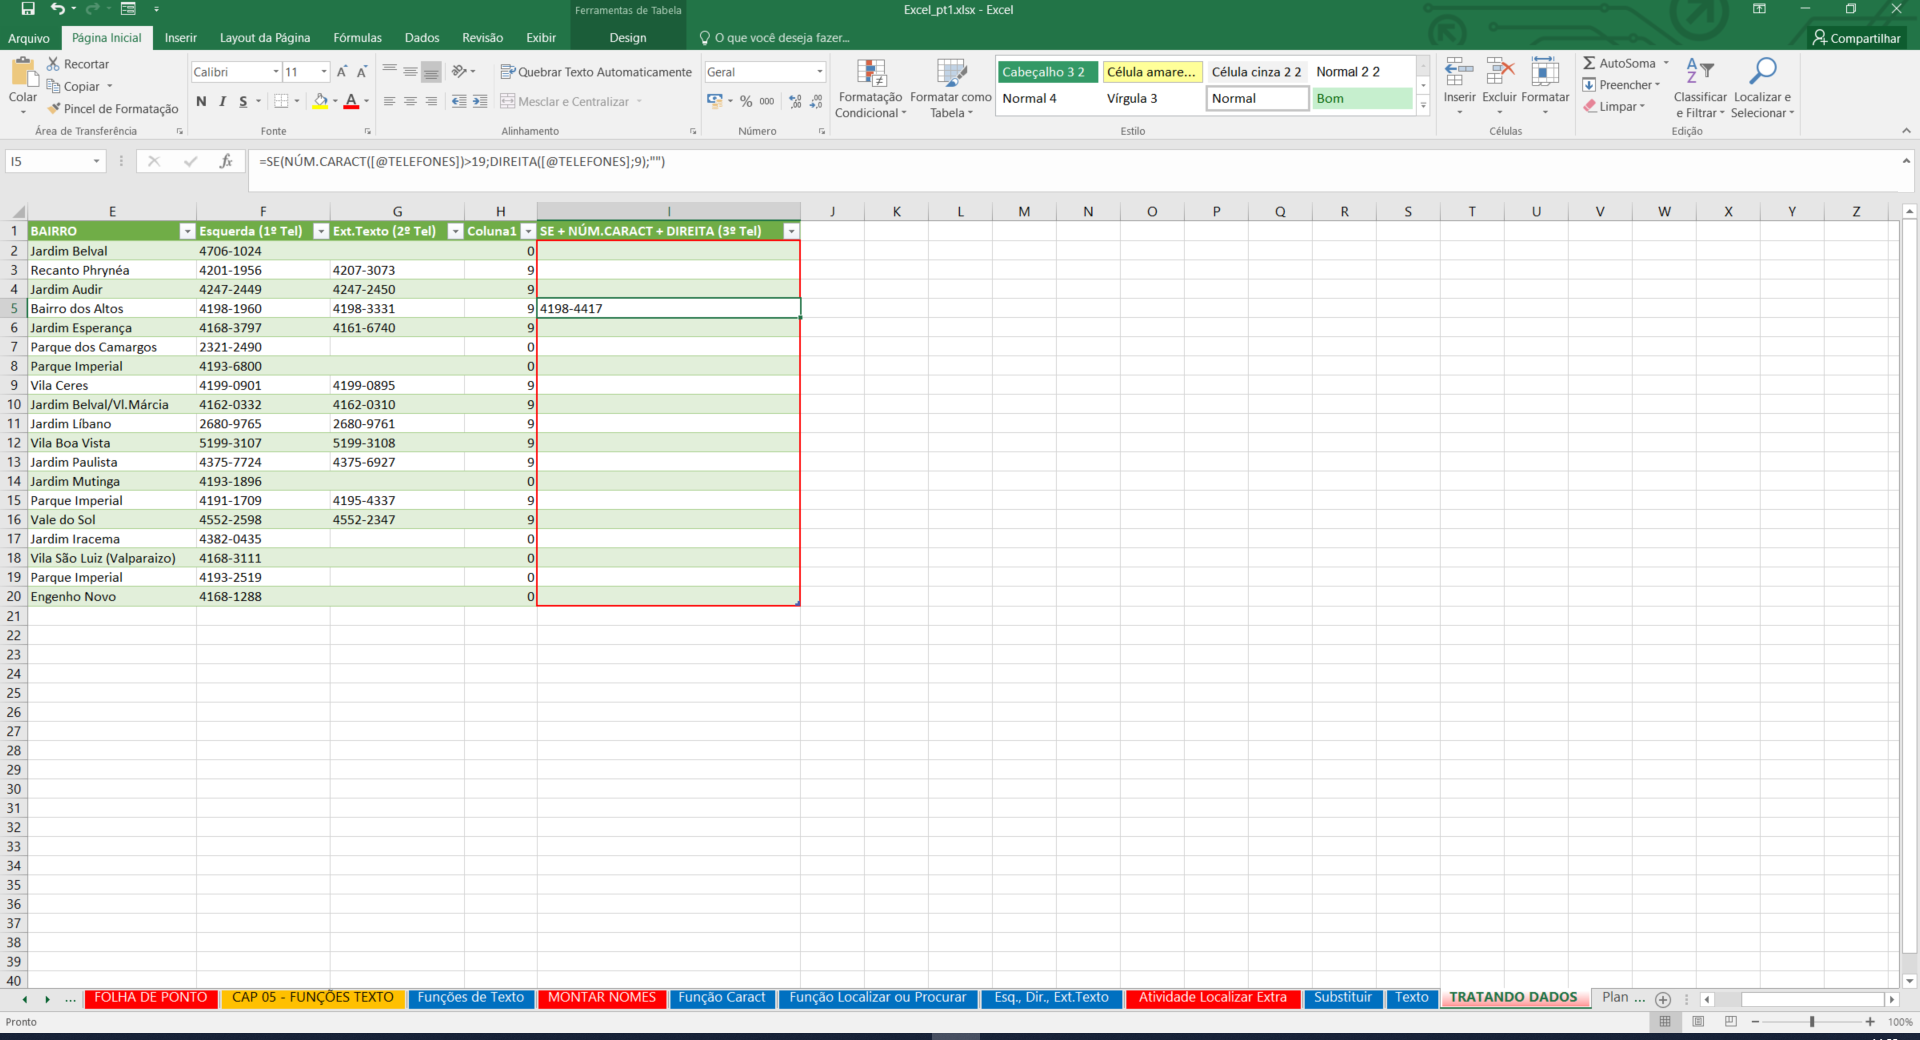 Ferramentas de Tabela
Excel_pt1.xlsx - Excel
Arquivo Página Inicial Inserir Layout da Página Fórmulas Dados Revisão Exibir Design O que você deseja fazer... Compartilhar
Colar
Recortar
Copiar
Pincel de Formatação
Área de Transferência
Calibri 11
N I S
Fonte
Quebrar Texto Automaticamente
Mesclar e Centralizar
Alinhamento
Geral
% 000
Número
Formatação Condicional
Formatar como Tabela
Cabeçalho 3 2 Célula amare... Célula cinza 2 2 Normal 2 2
Normal 4 Vírgula 3 Normal Bom
Estilo
Inserir Excluir Formatar
Células
AutoSoma
Preencher
Limpar
Classificar e Filtrar
Localizar e Selecionar
Edição
I5 fx =SE(NÚM.CARACT([@TELEFONES])>19;DIREITA([@TELEFONES];9);"")
E F G H I J K L M N O P Q R S T U V W X Y Z
1 BAIRRO Esquerda (1º Tel) Ext.Texto (2º Tel) Coluna1 SE + NÚM.CARACT + DIREITA (3º Tel)
2 Jardim Belval 4706-1024 0
3 Recanto Phrynéa 4201-1956 4207-3073 9
4 Jardim Audir 4247-2449 4247-2450 9
5 Bairro dos Altos 4198-1960 4198-3331 9 4198-4417
6 Jardim Esperança 4168-3797 4161-6740 9
7 Parque dos Camargos 2321-2490 0
8 Parque Imperial 4193-6800 0
9 Vila Ceres 4199-0901 4199-0895 9
10 Jardim Belval/Vl.Márcia 4162-0332 4162-0310 9
11 Jardim Líbano 2680-9765 2680-9761 9
12 Vila Boa Vista 5199-3107 5199-3108 9
13 Jardim Paulista 4375-7724 4375-6927 9
14 Jardim Mutinga 4193-1896 0
15 Parque Imperial 4191-1709 4195-4337 9
16 Vale do Sol 4552-2598 4552-2347 9
17 Jardim Iracema 4382-0435 0
18 Vila São Luiz (Valparaizo) 4168-3111 0
19 Parque Imperial 4193-2519 0
20 Engenho Novo 4168-1288 0
21
22
23
24
25
26
27
28
29
30
31
32
33
34
35
36
37
38
39
40
... FOLHA DE PONTO CAP 05 - FUNÇÕES TEXTO Funções de Texto MONTAR NOMES Função Caract Função Localizar ou Procurar Esq., Dir., Ext.Texto Atividade Localizar Extra Substituir Texto TRATANDO DADOS Plan ...
Pronto 100%